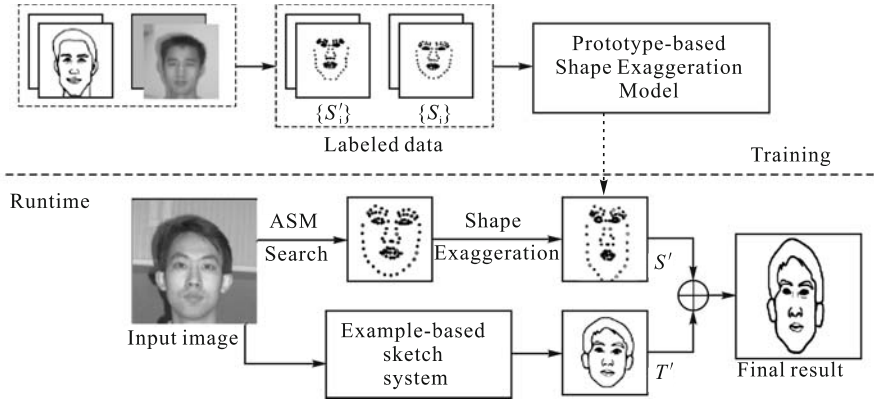 Prototype-based
Shape Exaggeration
Model
{S'i}
{Si}
Labeled data
Training
Runtime
ASM
Search
Shape
Exaggeration
S'
Input image
Example-based
sketch
system
T'
Final result